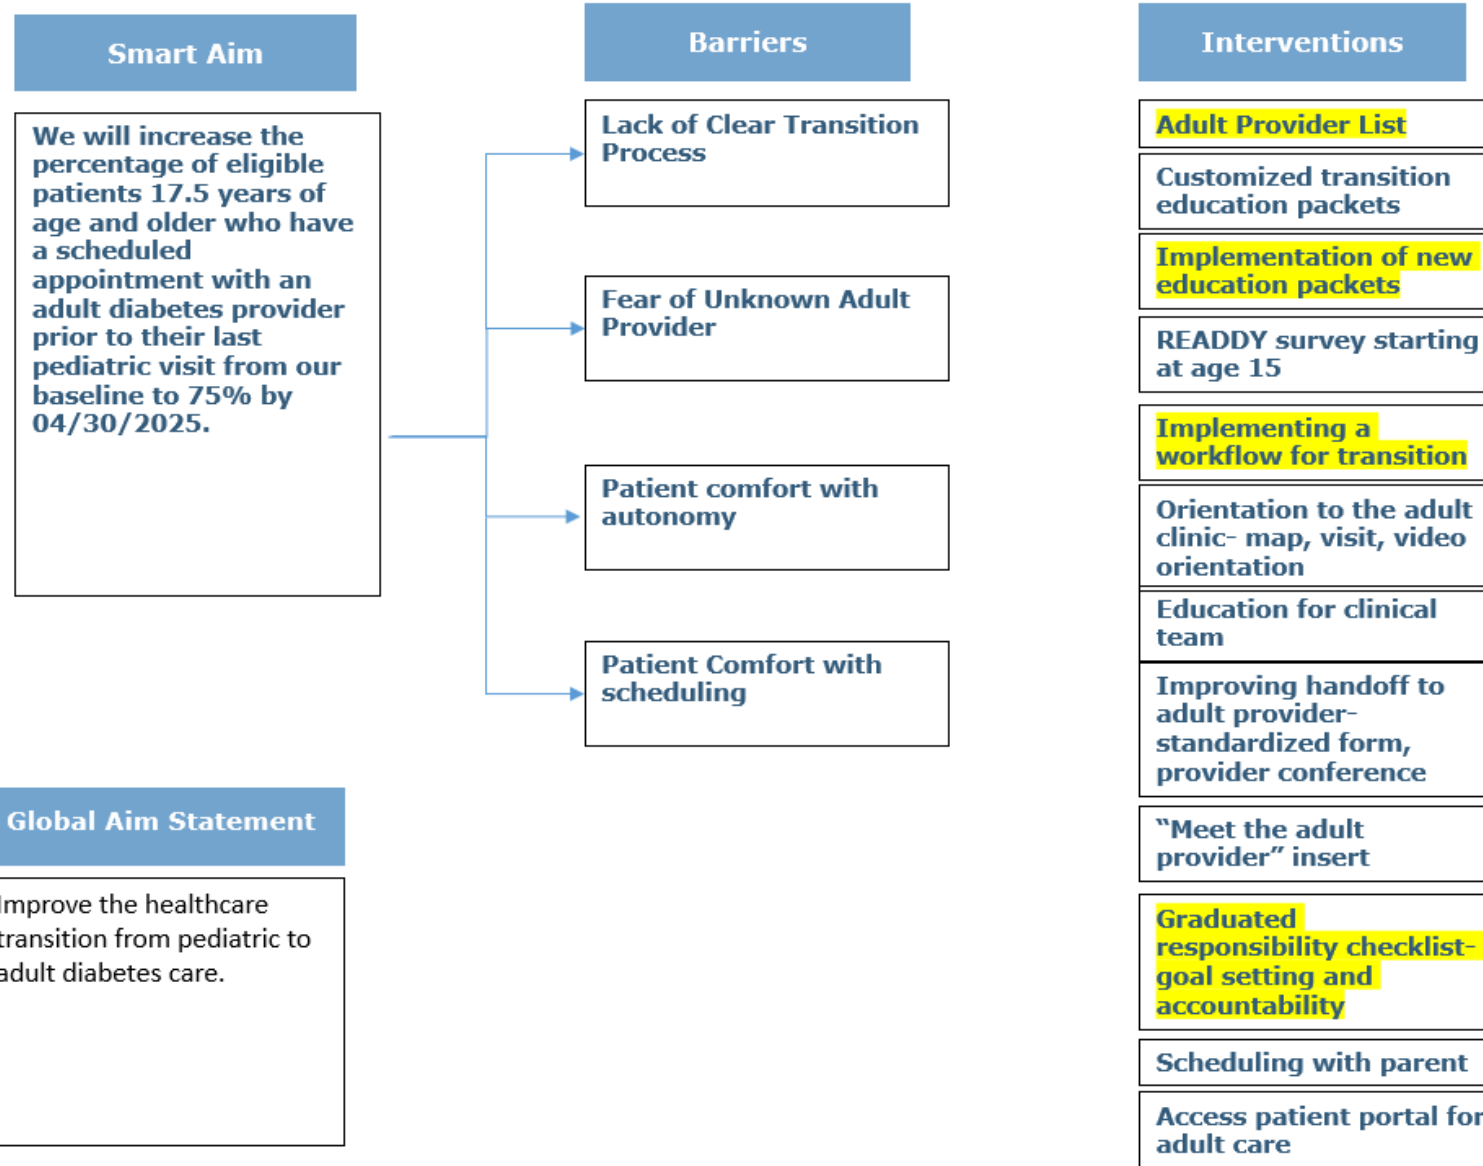 Smart Aim
We will increase the
percentage of eligible
patients 17.5 years of
age and older who have
a scheduled
appointment with an
adult diabetes provider
prior to their last
pediatric visit from our
baseline to 75% by
04/30/2025.
Global Aim Statement
Improve the healthcare
transition from pediatric to
adult diabetes care.
Barriers
Lack of Clear Transition
Process
Fear of Unknown Adult
Provider
Patient comfort with
autonomy
Patient Comfort with
scheduling
Interventions
Adult Provider List
Customized transition
education packets
Implementation of new
education packets
READDY survey starting
at age 15
Implementing a
workflow for transition
Orientation to the adult
clinic- map, visit, video
orientation
Education for clinical
team
Improving handoff to
adult provider-
standardized form,
provider conference
“Meet the adult
provider” insert
Graduated
responsibility checklist-
goal setting and
accountability
Scheduling with parent
Access patient portal for
adult care